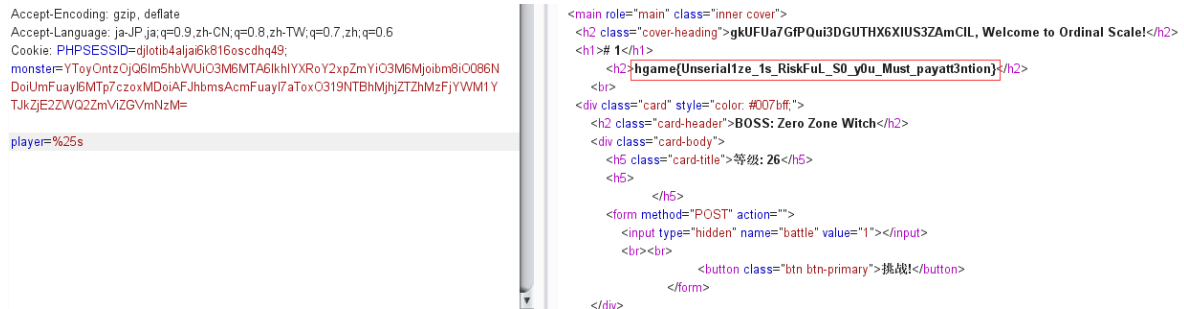 Accept-Encoding: gzip, deflate
Accept-Language: ja-JP,ja;q=0.9,zh-CN;q=0.8,zh-TW;q=0.7,zh;q=0.6
Cookie: PHPSESSID=djlotib4aljai6k816oscdhq49;
monster=YToyOntzOjQ6Im5hbWUiO3M6MTA6IkhlYXRoY2xpZmYiO3M6Mjoibm8iO086N
DoiUmFuayI6MTp7czoxMDoiAFJhbmsAcmFuayI7aToxO319NTBhMjhjZTZhMzFjYWM1Y
TJkZjE2ZWQ2ZmViZGVmNzM=
player=%25s
<main role="main" class="inner cover">
<h2 class="cover-heading">gkUFUa7GfPQui3DGUTHX6XIUS3ZAmClL, Welcome to Ordinal Scale!</h2>
<h1># 1</h1>
<h2>hgame{Unserial1ze_1s_RiskFuL_S0_y0u_Must_payatt3ntion}</h2>
<br>
<div class="card" style="color: #007bff;">
<h2 class="card-header">BOSS: Zero Zone Witch</h2>
<div class="card-body">
<h5 class="card-title">等级: 26</h5>
<h5>
</h5>
<form method="POST" action="">
<input type="hidden" name="battle" value="1"></input>
<br><br>
<button class="btn btn-primary">挑战!</button>
</form>
</div>